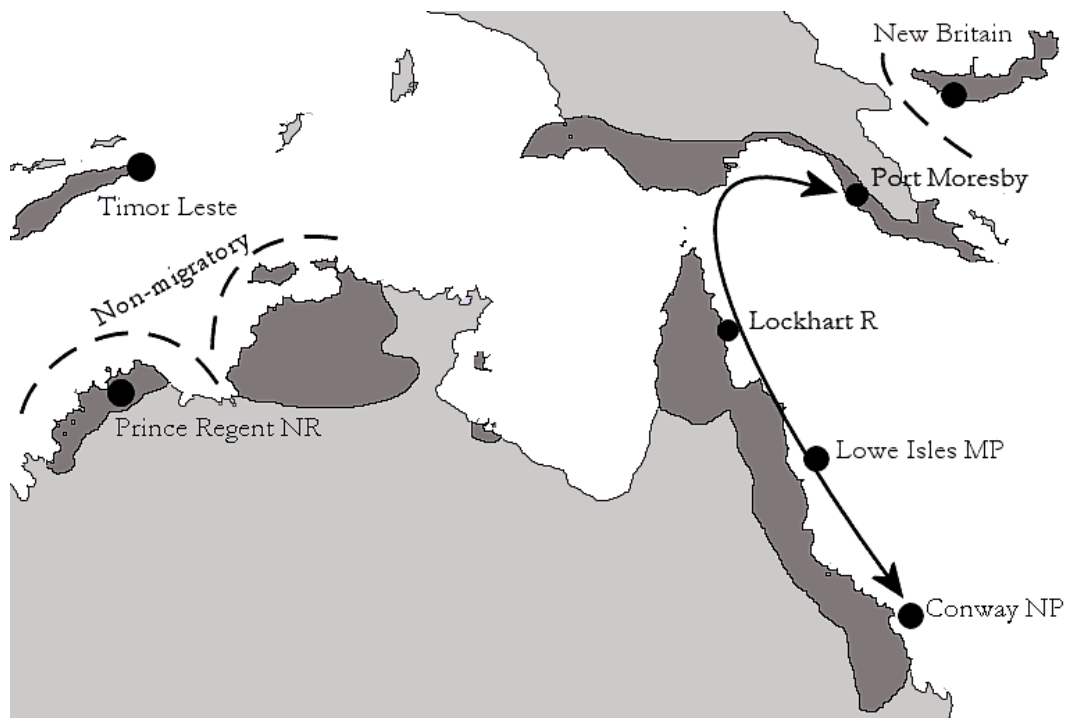 New Britain
Port Moresby
Timor Leste
Non-migratory
Lockhart R
Prince Regent NR
Lowe Isles MP
Conway NP